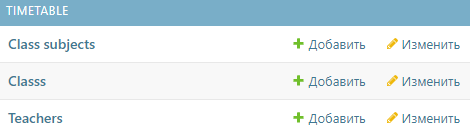 TIMETABLE
Class subjects Добавить Изменить
Classs Добавить Изменить
Teachers Добавить Изменить